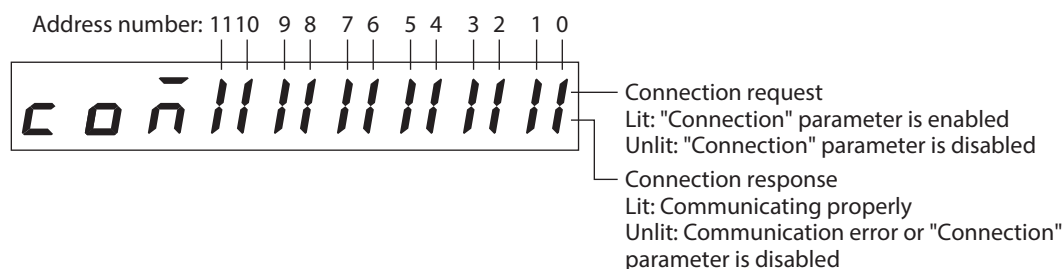 Address number: 11 10 9 8 7 6 5 4 3 2 1 0
com
Connection request
Lit: "Connection" parameter is enabled
Unlit: "Connection" parameter is disabled
Connection response
Lit: Communicating properly
Unlit: Communication error or "Connection"
parameter is disabled